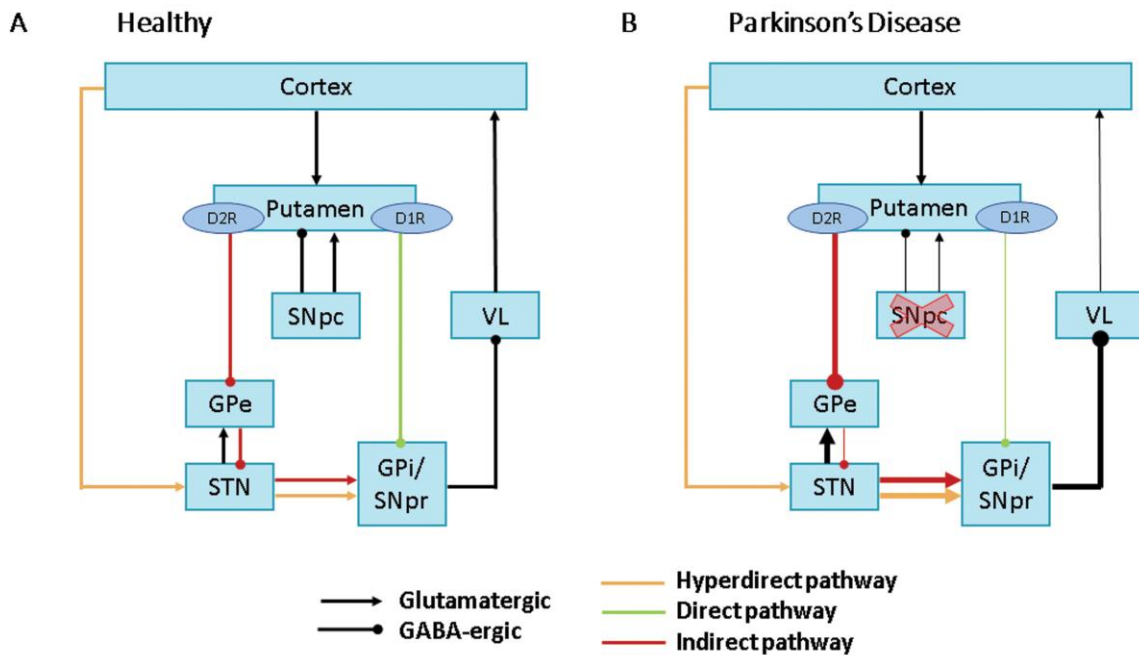 A Healthy
Cortex
D2R Putamen D1R
SNpc VL
GPe
STN GPi/
SNpr
B Parkinson's Disease
Cortex
D2R Putamen D1R
SNpc VL
GPe
STN GPi/
SNpr
Glutamatergic
GABA-ergic
Hyperdirect pathway
Direct pathway
Indirect pathway